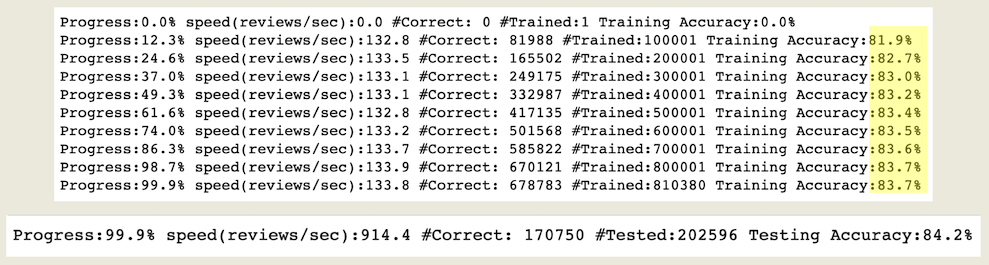 Progress:0.0% speed(reviews/sec):0.0 #Correct: 0 #Trained:1 Training Accuracy:0.0%
Progress:12.3% speed(reviews/sec):132.8 #Correct: 81988 #Trained:100001 Training Accuracy:81.9%
Progress:24.6% speed(reviews/sec):133.5 #Correct: 165502 #Trained:200001 Training Accuracy:82.7%
Progress:37.0% speed(reviews/sec):133.1 #Correct: 249175 #Trained:300001 Training Accuracy:83.0%
Progress:49.3% speed(reviews/sec):133.1 #Correct: 332987 #Trained:400001 Training Accuracy:83.2%
Progress:61.6% speed(reviews/sec):132.8 #Correct: 417135 #Trained:500001 Training Accuracy:83.4%
Progress:74.0% speed(reviews/sec):133.2 #Correct: 501568 #Trained:600001 Training Accuracy:83.5%
Progress:86.3% speed(reviews/sec):133.7 #Correct: 585822 #Trained:700001 Training Accuracy:83.6%
Progress:98.7% speed(reviews/sec):133.9 #Correct: 670121 #Trained:800001 Training Accuracy:83.7%
Progress:99.9% speed(reviews/sec):133.8 #Correct: 678783 #Trained:810380 Training Accuracy:83.7%
Progress:99.9% speed(reviews/sec):914.4 #Correct: 170750 #Tested:202596 Testing Accuracy:84.2%